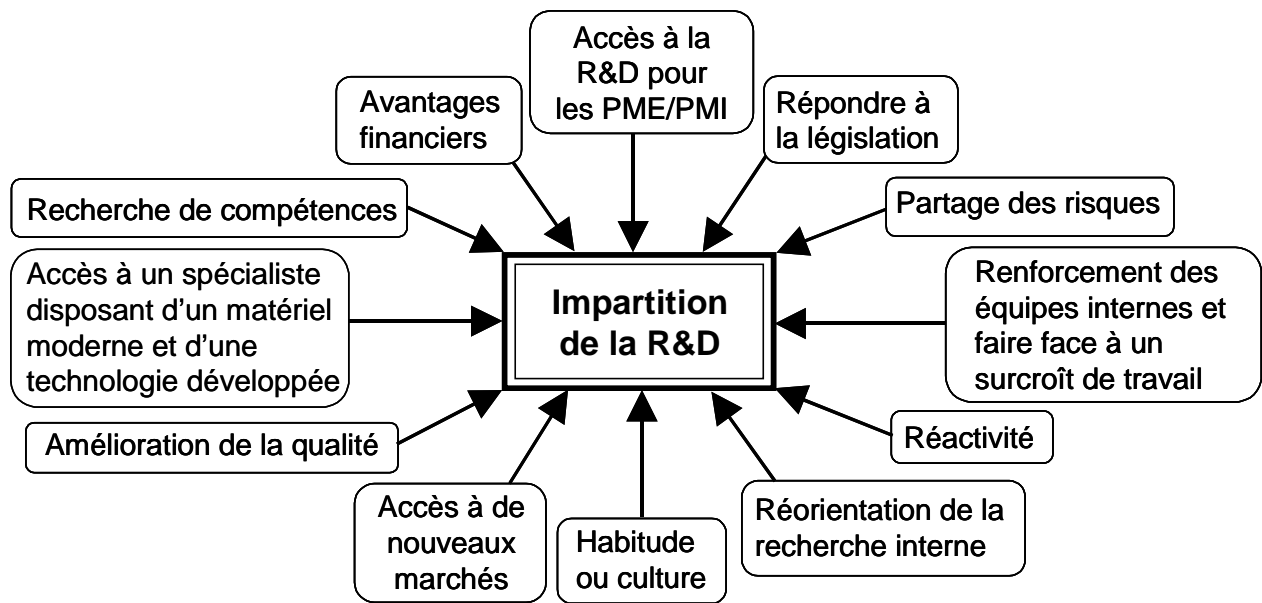 Accès à la
R&D pour
les PME/PMI
Avantages
financiers
Répondre à
la législation
Recherche de compétences
Partage des risques
Accès à un spécialiste
disposant d'un matériel
moderne et d'une
technologie développée
Impartition
de la R&D
Renforcement des
équipes internes et
faire face à un
surcroît de travail
Amélioration de la qualité
Réactivité
Accès à de
nouveaux
marchés
Habitude
ou culture
Réorientation de la
recherche interne